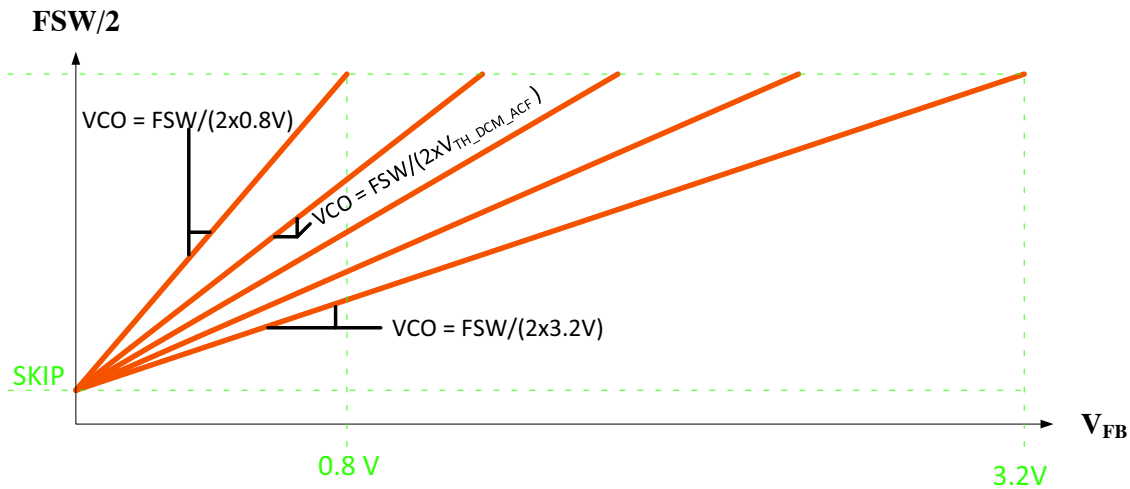 FSW/2
VCO = FSW/(2x0.8V)
VCO = FSW/(2xVTH_DCM_ACF)
VCO = FSW/(2x3.2V)
SKIP
VFB
0.8 V
3.2V